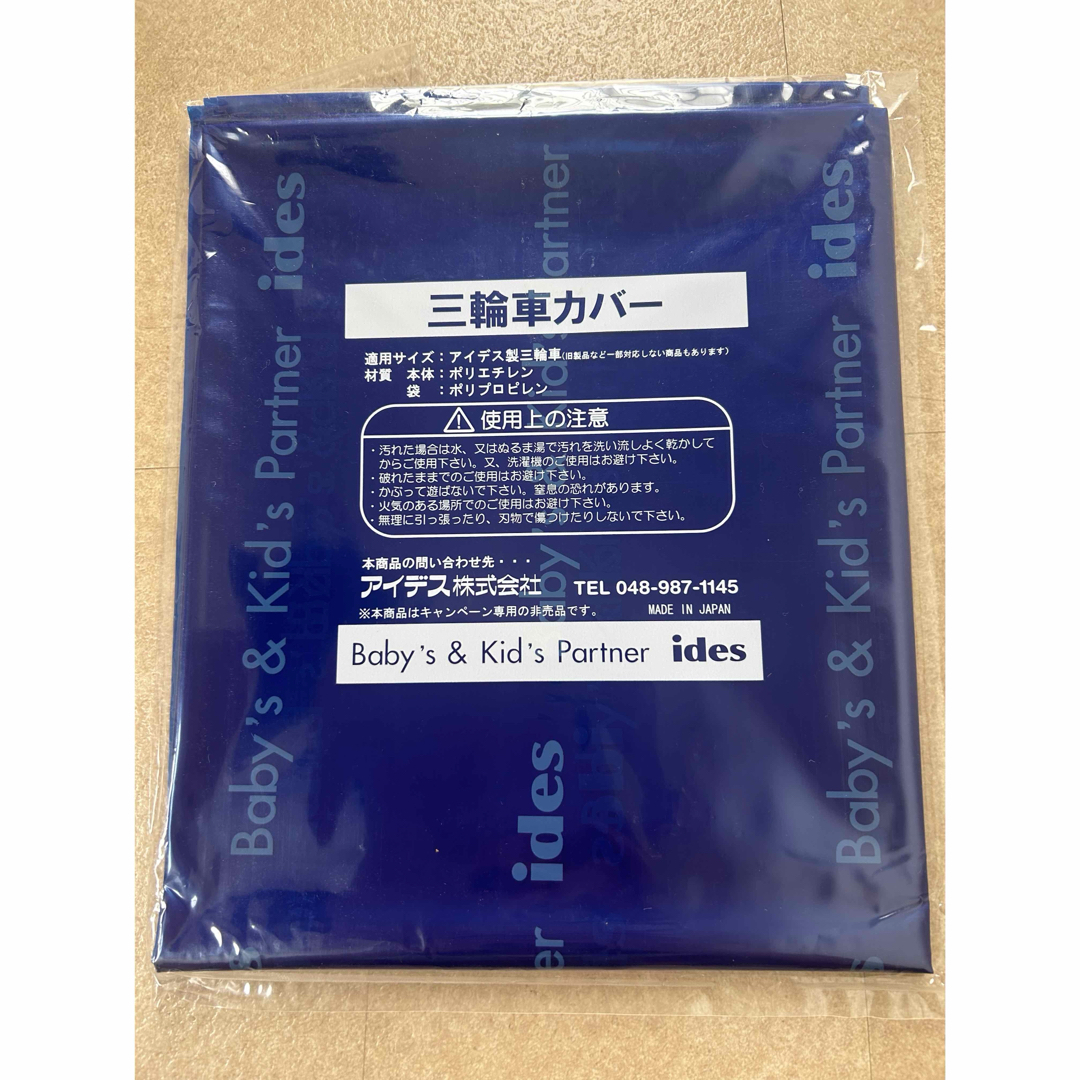 三輪車カバー
適用サイズ：アイデス製三輪車(旧製品など一部対応しない商品もあります)
材質　本体：ポリエチレン
袋　：ポリプロピレン
⚠ 使用上の注意
・汚れた場合は水、又はぬるま湯で汚れを洗い流しよく乾かして
からご使用下さい。又、洗濯機のご使用はお避け下さい。
・破れたままでのご使用はお避け下さい。
・かぶって遊ばないで下さい。窒息の恐れがあります。
・火気のある場所でのご使用はお避け下さい。
・無理に引っ張ったり、刃物で傷つけたりしないで下さい。
本商品の問い合わせ先・・・
アイデス株式会社 TEL 048-987-1145
※本商品はキャンペーン専用の非売品です。 MADE IN JAPAN
Baby's & Kid's Partner ides
Baby's & Kid's Partner ides
Baby's & Kid's Partner
Baby's & Kid's Partner ides
ides